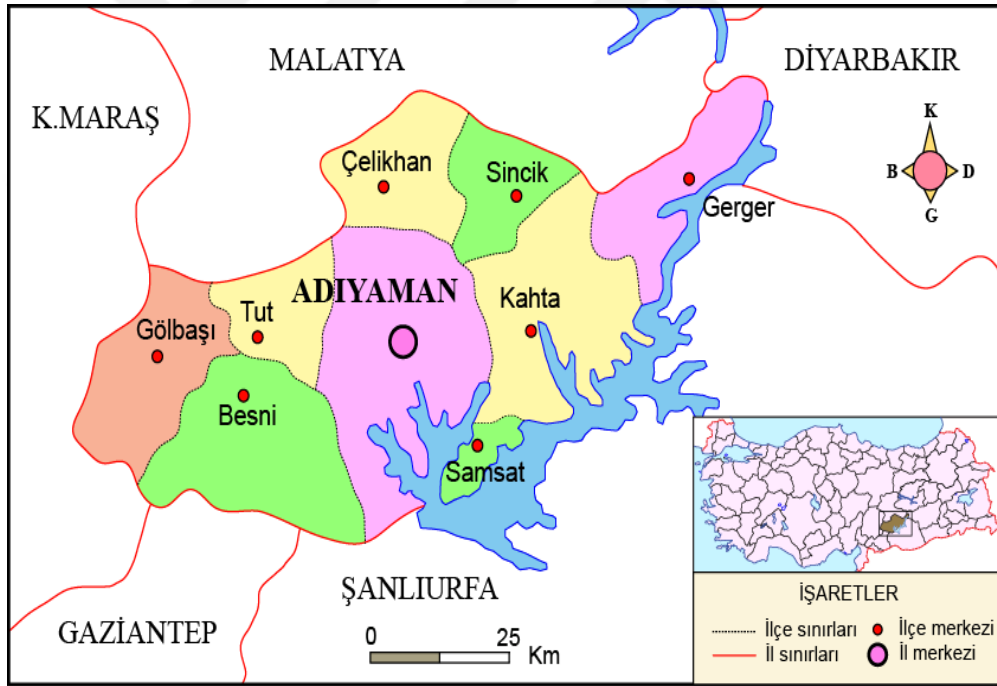 MALATYA
DİYARBAKIR
K.MARAŞ
K
B
D
G
Çelikhan
Sincik
Gerger
ADIYAMAN
Kahta
Tut
Gölbaşı
Besni
Samsat
ŞANLIURFA
GAZİANTEP
0 25
Km
İŞARETLER
İlçe sınırları
İlçe merkezi
İl sınırları
İl merkezi